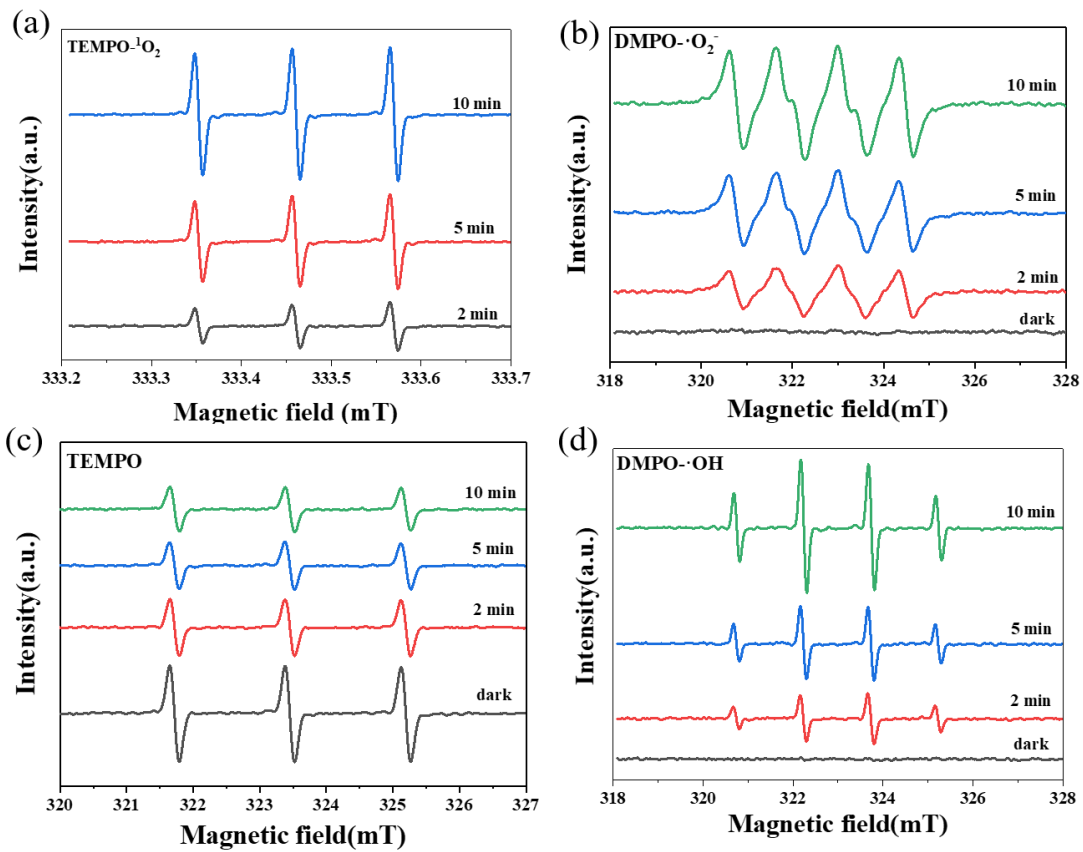 (a)
TEMPO-¹O₂
10 min
5 min
2 min
Intensity(a.u.)
333.2 333.3 333.4 333.5 333.6 333.7
Magnetic field (mT)
(b)
DMPO-·O₂⁻
10 min
5 min
2 min
dark
Intensity(a.u.)
318 320 322 324 326 328
Magnetic field(mT)
(c)
TEMPO
10 min
5 min
2 min
dark
Intensity(a.u.)
320 321 322 323 324 325 326 327
Magnetic field(mT)
(d)
DMPO-·OH
10 min
5 min
2 min
dark
Intensity(a.u.)
318 320 322 324 326 328
Magnetic field(mT)